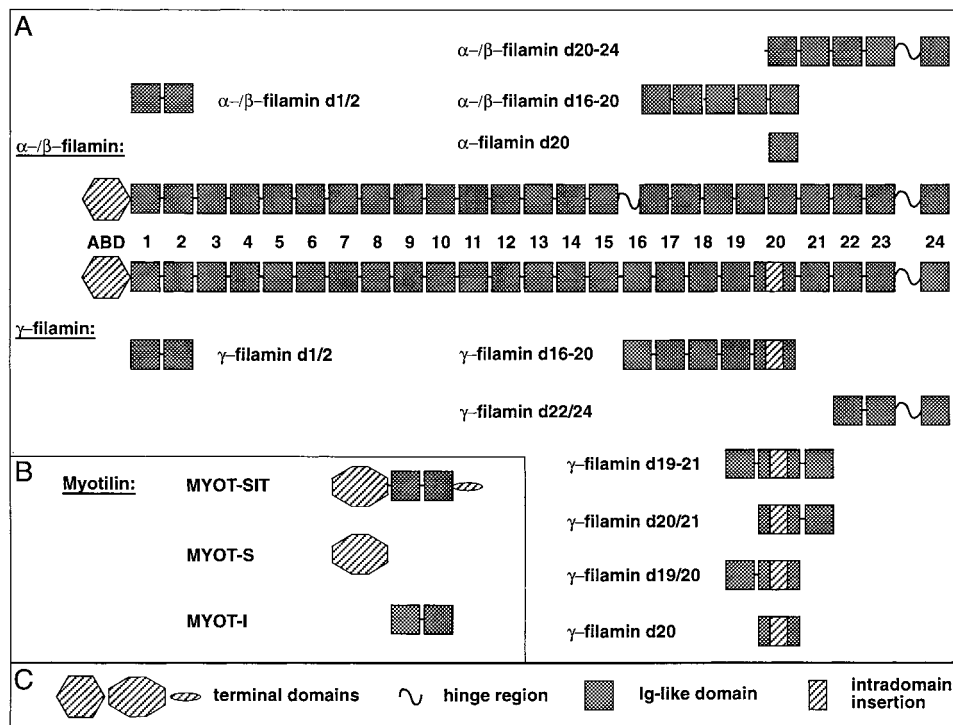 A
α-/β-filamin d20-24
α-/β-filamin d1/2
α-/β-filamin d16-20
α-/β-filamin:
α-filamin d20
ABD 1 2 3 4 5 6 7 8 9 10 11 12 13 14 15 16 17 18 19 20 21 22 23 24
γ-filamin:
γ-filamin d1/2
γ-filamin d16-20
γ-filamin d22/24
B
Myotilin:
MYOT-SIT
MYOT-S
MYOT-I
γ-filamin d19-21
γ-filamin d20/21
γ-filamin d19/20
γ-filamin d20
C
terminal domains
hinge region
Ig-like domain
intradomain
insertion